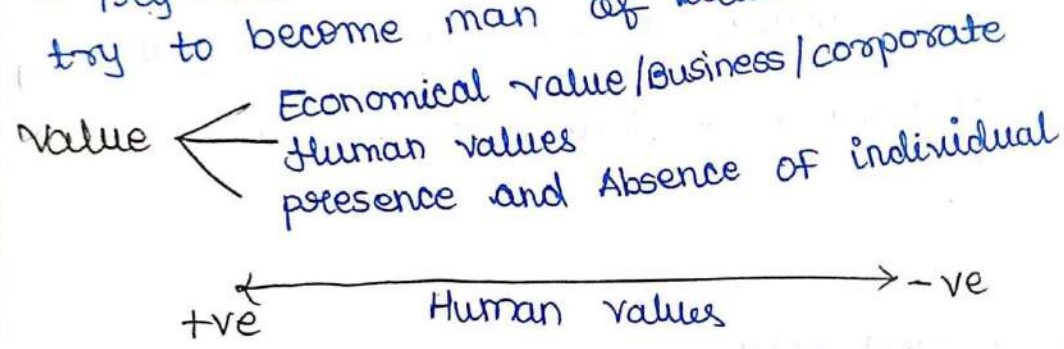 try to become man of
Economical value/Business/corporate
Value Human values
presence and Absence of individual
+ve Human values -ve